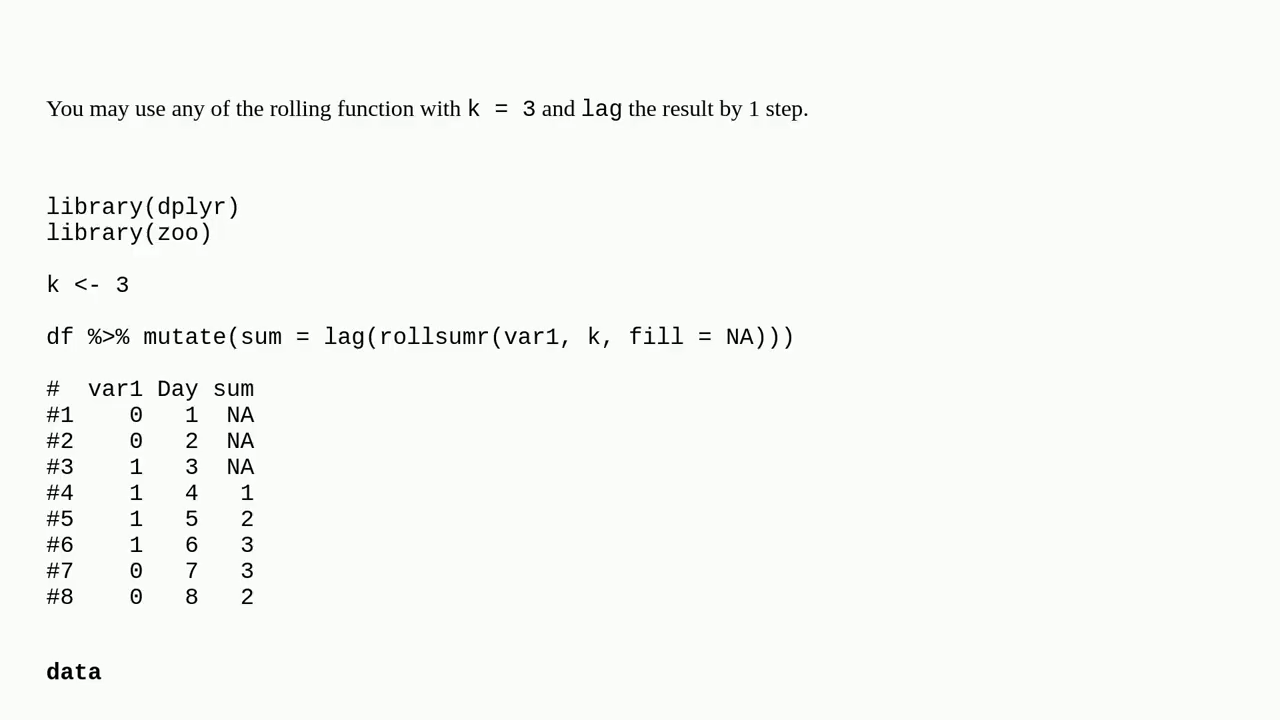 You may use any of the rolling function with k = 3 and lag the result by 1 step.
library(dplyr)
library(zoo)
k <- 3
df %>% mutate(sum = lag(rollsumr(var1, k, fill = NA)))
#  var1 Day sum
#1    0   1  NA
#2    0   2  NA
#3    1   3  NA
#4    1   4   1
#5    1   5   2
#6    1   6   3
#7    0   7   3
#8    0   8   2
data